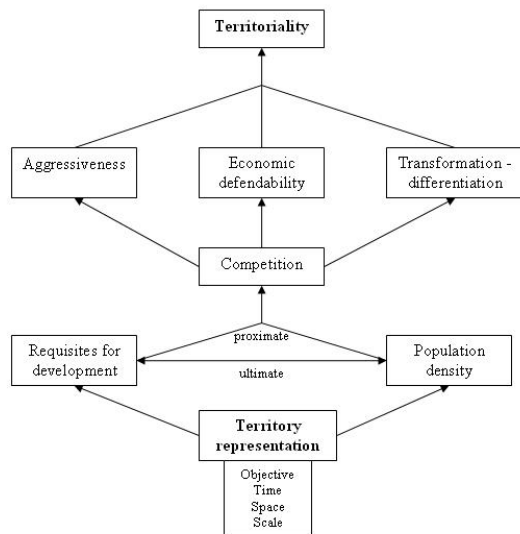 Territoriality
Aggressiveness
Economic
defendability
Transformation -
differentiation
Competition
Requisites for
development
proximate
ultimate
Population
density
Territory
representation
Objective
Time
Space
Scale